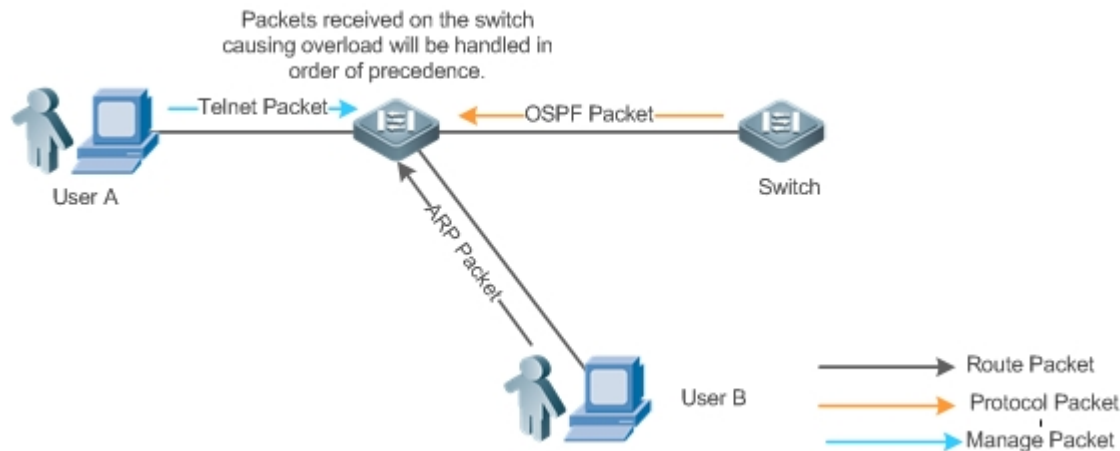 Packets received on the switch
causing overload will be handled in
order of precedence.
Telnet Packet
OSPF Packet
User A
Switch
ARP Packet
User B
Route Packet
Protocol Packet
Manage Packet